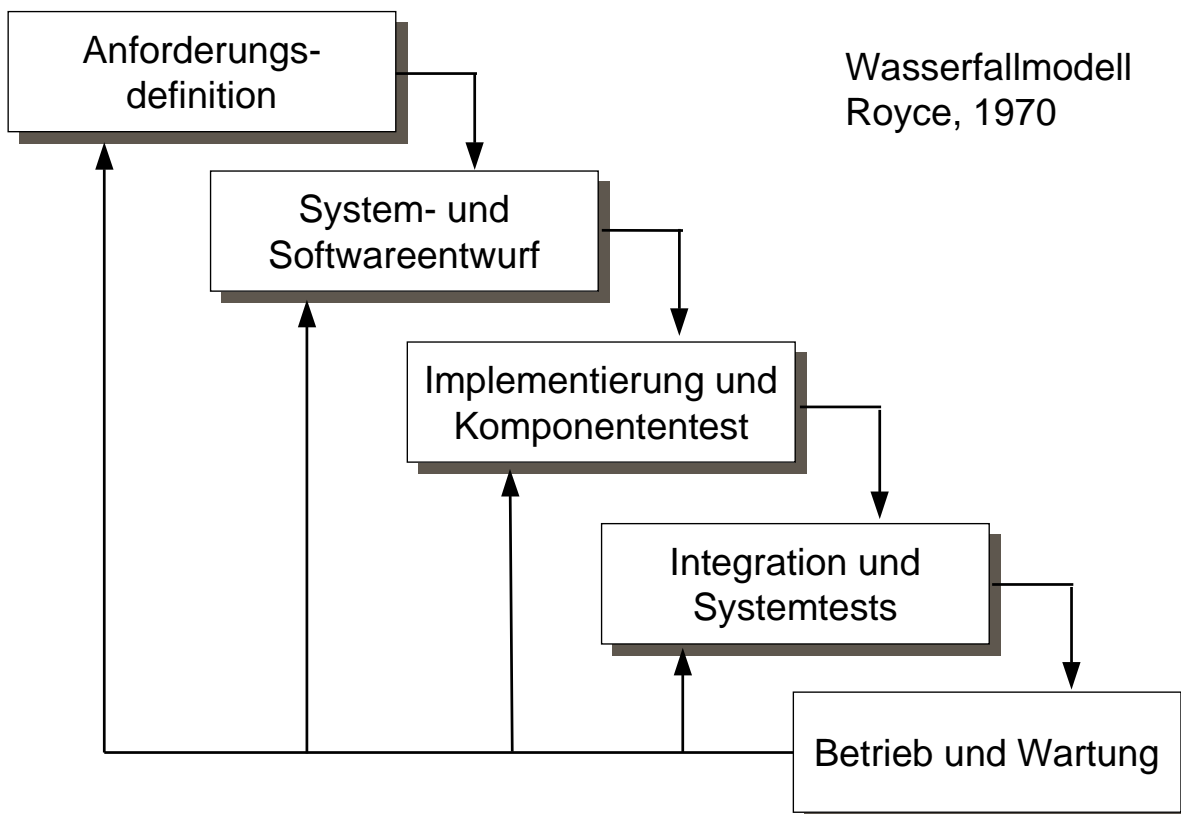 Anforderungs-
definition
Wasserfallmodell
Royce, 1970
System- und
Softwareentwurf
Implementierung und
Komponententest
Integration und
Systemtests
Betrieb und Wartung